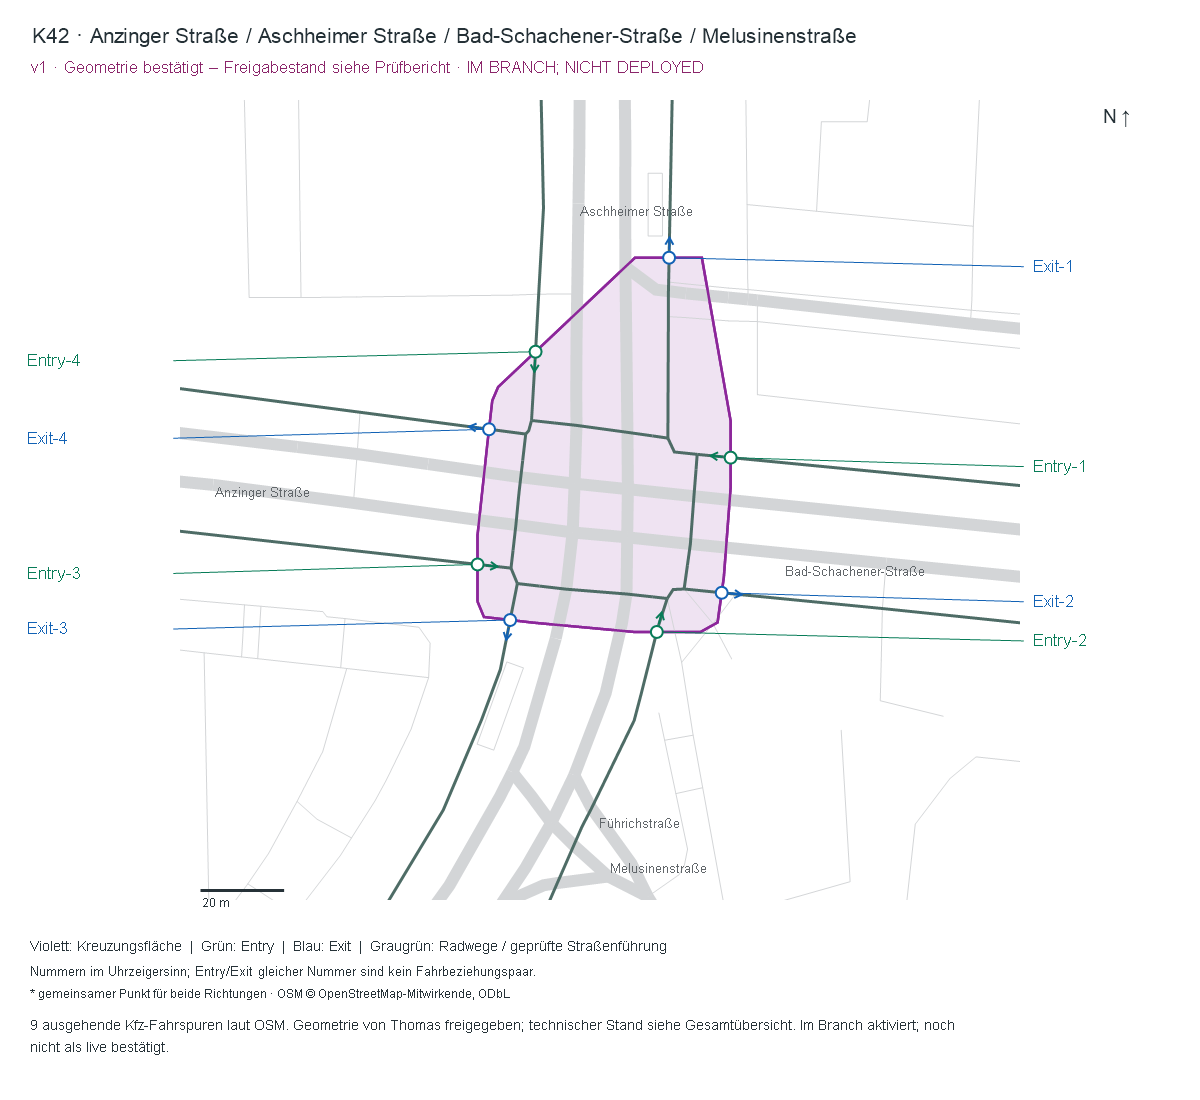 K42 · Anzinger Straße / Aschheimer Straße / Bad-Schachener-Straße / Melusinenstraße
v1 · Geometrie bestätigt – Freigabestand siehe Prüfbericht · IM BRANCH; NICHT DEPLOYED
N ↑
Aschheimer Straße
Exit-1
Entry-4
Exit-4
Entry-1
Anzinger Straße
Entry-3
Bad-Schachener-Straße
Exit-2
Exit-3
Entry-2
Führichstraße
Melusinenstraße
20 m
Violett: Kreuzungsfläche | Grün: Entry | Blau: Exit | Graugrün: Radwege / geprüfte Straßenführung
Nummern im Uhrzeigersinn; Entry/Exit gleicher Nummer sind kein Fahrbeziehungspaar.
* gemeinsamer Punkt für beide Richtungen · OSM © OpenStreetMap-Mitwirkende, ODbL
9 ausgehende Kfz-Fahrspuren laut OSM. Geometrie von Thomas freigegeben; technischer Stand siehe Gesamtübersicht. Im Branch aktiviert; noch
nicht als live bestätigt.